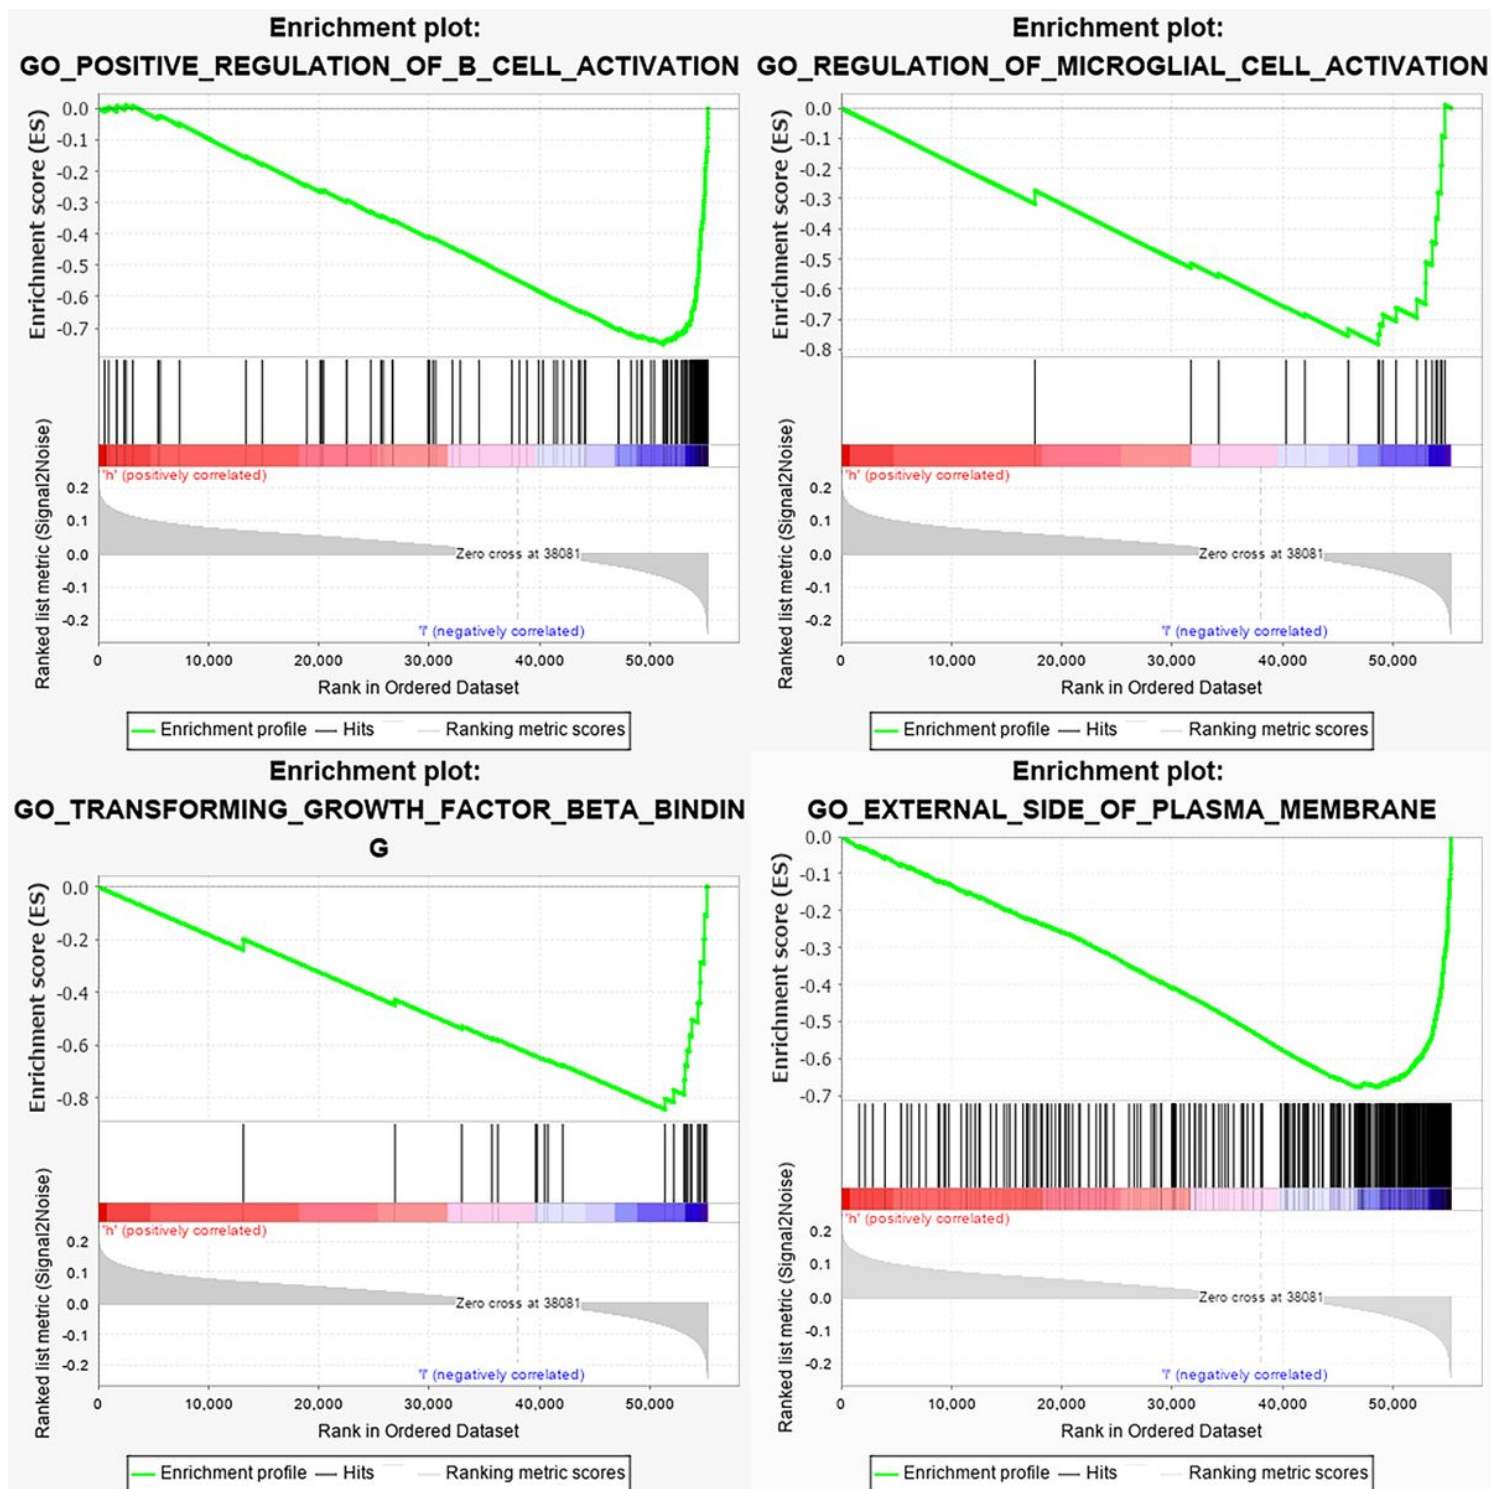 Enrichment plot:
GO_POSITIVE_REGULATION_OF_B_CELL_ACTIVATION
Enrichment score (ES)
0.0
-0.1
-0.2
-0.3
-0.4
-0.5
-0.6
-0.7
'h' (positively correlated)
Ranked list metric (Signal2Noise)
0.2
0.1
0.0
-0.1
-0.2
Zero cross at 38081
'l' (negatively correlated)
0 10,000 20,000 30,000 40,000 50,000
Rank in Ordered Dataset
Enrichment profile Hits Ranking metric scores
Enrichment plot:
GO_REGULATION_OF_MICROGLIAL_CELL_ACTIVATION
Enrichment score (ES)
0.0
-0.1
-0.2
-0.3
-0.4
-0.5
-0.6
-0.7
-0.8
'h' (positively correlated)
Ranked list metric (Signal2Noise)
0.2
0.1
0.0
-0.1
-0.2
Zero cross at 38081
'l' (negatively correlated)
0 10,000 20,000 30,000 40,000 50,000
Rank in Ordered Dataset
Enrichment profile Hits Ranking metric scores
Enrichment plot:
GO_TRANSFORMING_GROWTH_FACTOR_BETA_BINDIN
G
Enrichment score (ES)
0.0
-0.2
-0.4
-0.6
-0.8
'h' (positively correlated)
Ranked list metric (Signal2Noise)
0.2
0.1
0.0
-0.1
-0.2
Zero cross at 38081
'l' (negatively correlated)
0 10,000 20,000 30,000 40,000 50,000
Rank in Ordered Dataset
Enrichment profile Hits Ranking metric scores
Enrichment plot:
GO_EXTERNAL_SIDE_OF_PLASMA_MEMBRANE
Enrichment score (ES)
0.0
-0.1
-0.2
-0.3
-0.4
-0.5
-0.6
-0.7
'h' (positively correlated)
Ranked list metric (Signal2Noise)
0.2
0.1
0.0
-0.1
-0.2
Zero cross at 38081
'l' (negatively correlated)
0 10,000 20,000 30,000 40,000 50,000
Rank in Ordered Dataset
Enrichment profile Hits Ranking metric scores